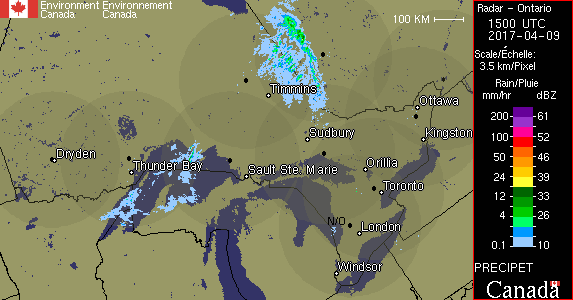 Environment Environnement
Canada Canada
100 KM
Timmins
Ottawa
Sudbury
Kingston
Dryden
Thunder Bay
Sault Ste. Marie
Orillia
Toronto
N/O
London
Windsor
Radar - Ontario
1500 UTC
2017-04-09
Scale/Échelle:
3.5 km/Pixel
Rain/Pluie
mm/hr dBZ
200 61
100 52
50 46
24 39
12 33
4 26
0.1 10
PRECIPET
Canada